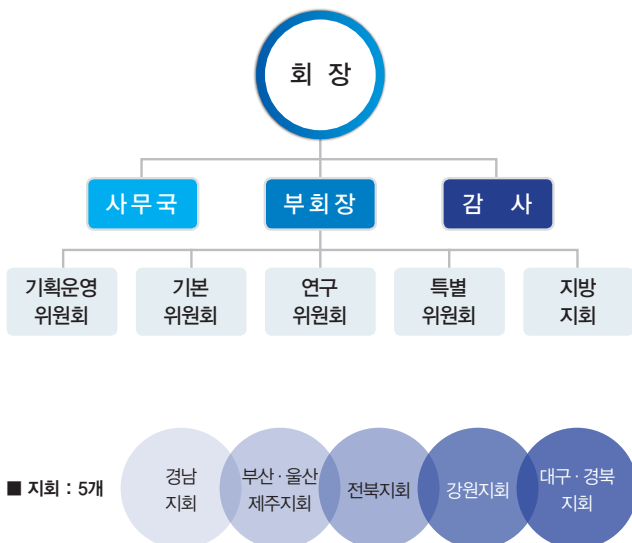 회 장
사무국
부회장
감 사
기획운영
위원회
기본
위원회
연구
위원회
특별
위원회
지방
지회
■ 지회 : 5개
경남
지회
부산 · 울산
제주지회
전북지회
강원지회
대구 · 경북
지회